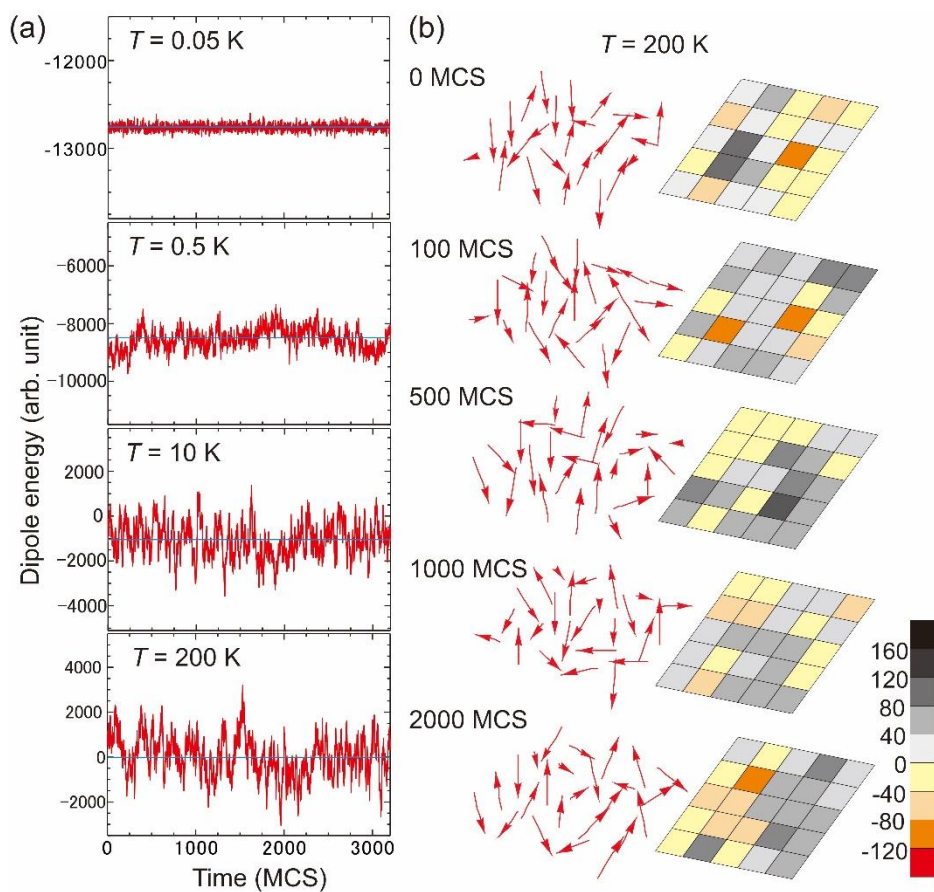 (a)
T = 0.05 K
-12000
-13000
T = 0.5 K
-6000
-8000
-10000
T = 10 K
2000
0
-2000
-4000
T = 200 K
4000
2000
0
-2000
0 1000 2000 3000
Time (MCS)
Dipole energy (arb. unit)
(b)
T = 200 K
0 MCS
100 MCS
500 MCS
1000 MCS
2000 MCS
160
120
80
40
0
-40
-80
-120